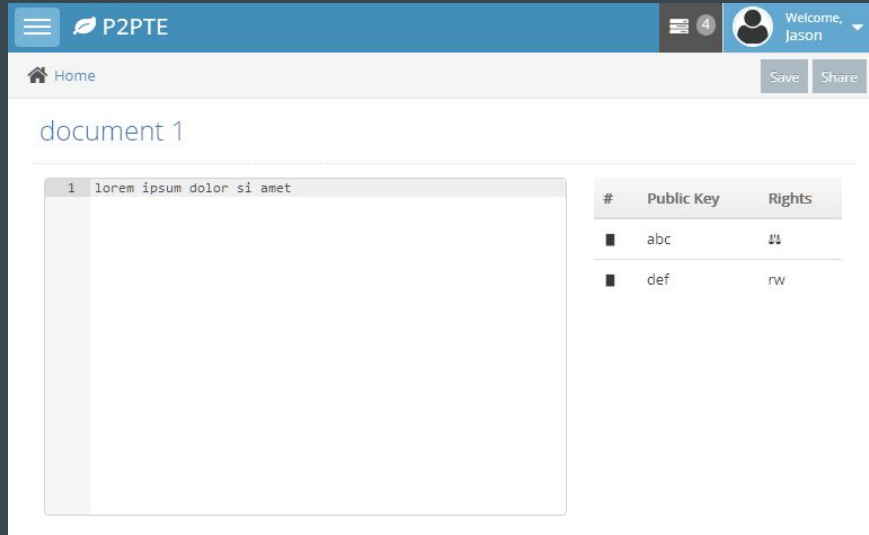 P2PTE
4
Welcome,
Jason
Home
Save Share
document 1
1 lorem ipsum dolor si amet
# Public Key Rights
abc
def rw